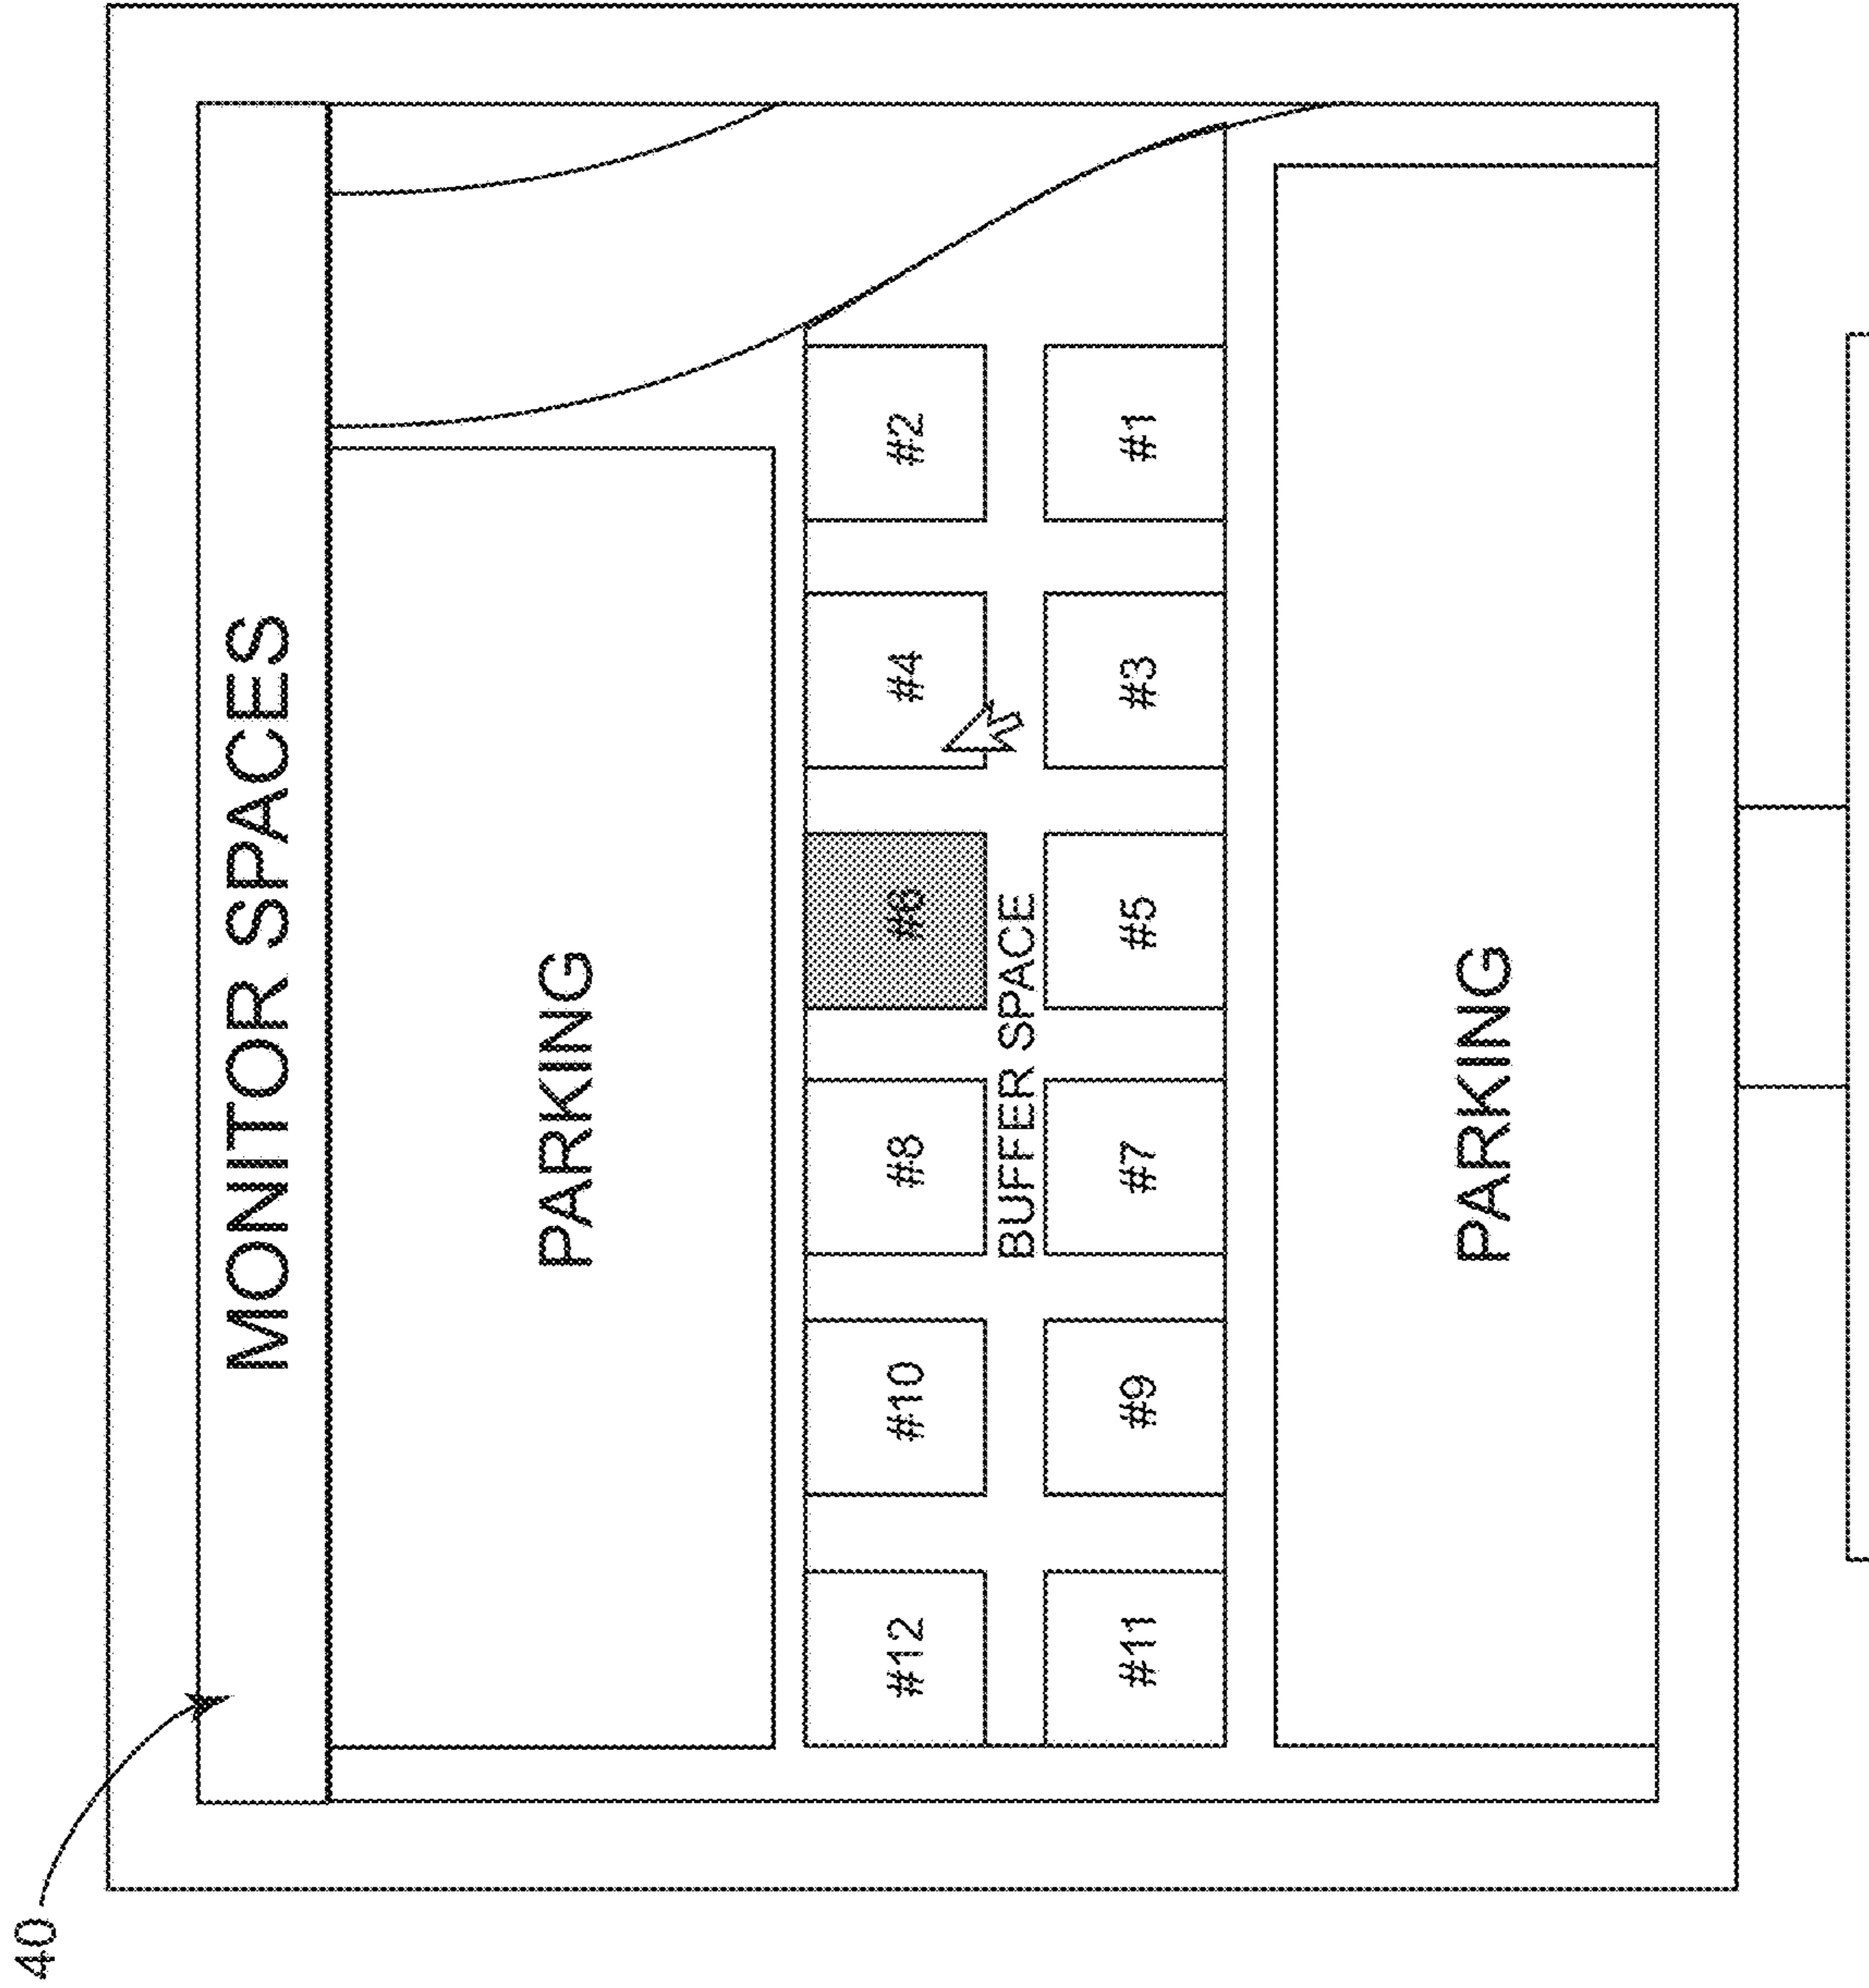 40
MONITOR SPACES
PARKING
#12 #10 #8 #6 #4 #2
BUFFER SPACE
#11 #9 #7 #5 #3 #1
PARKING